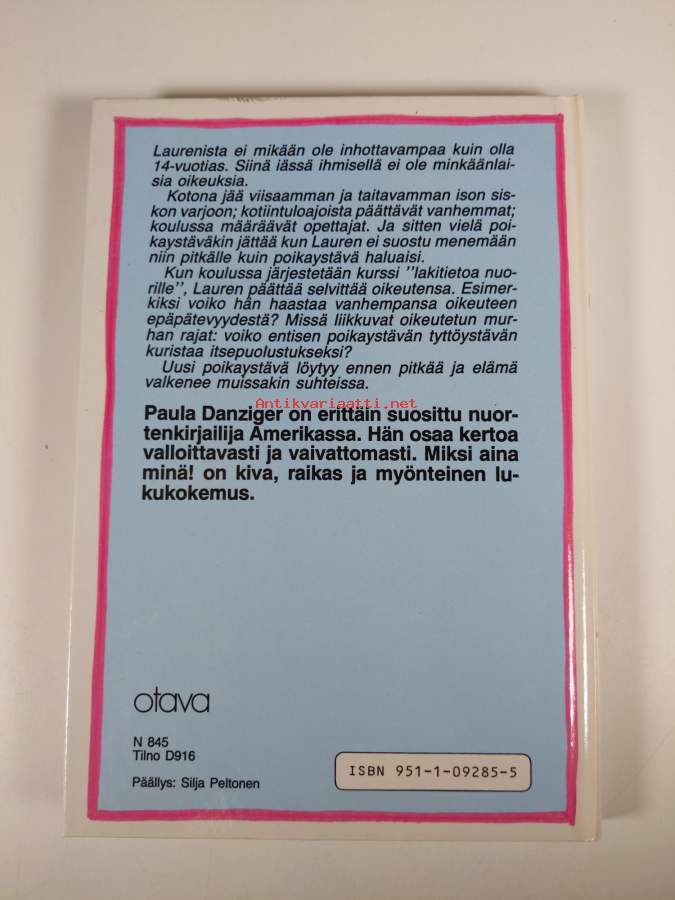 Laurenista ei mikään ole inhottavampaa kuin olla
14-vuotias. Siinä iässä ihmisellä ei ole minkäänlai-
sia oikeuksia.
Kotona jää viisaamman ja taitavamman ison sis-
kon varjoon; kotiintuloajoista päättävät vanhemmat;
koulussa määräävät opettajat. Ja sitten vielä poi-
kaystäväkin jättää kun Lauren ei suostu menemään
niin pitkälle kuin poikaystävä haluaisi.
Kun koulussa järjestetään kurssi "lakitietoa nuo-
rille", Lauren päättää selvittää oikeutensa. Esimer-
kiksi voiko hän haastaa vanhempansa oikeuteen
epäpätevyydestä? Missä liikkuvat oikeutetun mur-
han rajat: voiko entisen poikaystävän tyttöystävän
kuristaa itsepuolustukseksi?
Uusi poikaystävä löytyy ennen pitkää ja elämä
valkenee muissakin suhteissa.
Antikvariaatti.net
Paula Danziger on erittäin suosittu nuor-
tenkirjailija Amerikassa. Hän osaa kertoa
valloittavasti ja vaivattomasti. Miksi aina
minä! on kiva, raikas ja myönteinen lu-
kukokemus.
otava
N 845
Tilno D916
Päällys: Silja Peltonen
ISBN 951-1-09285-5